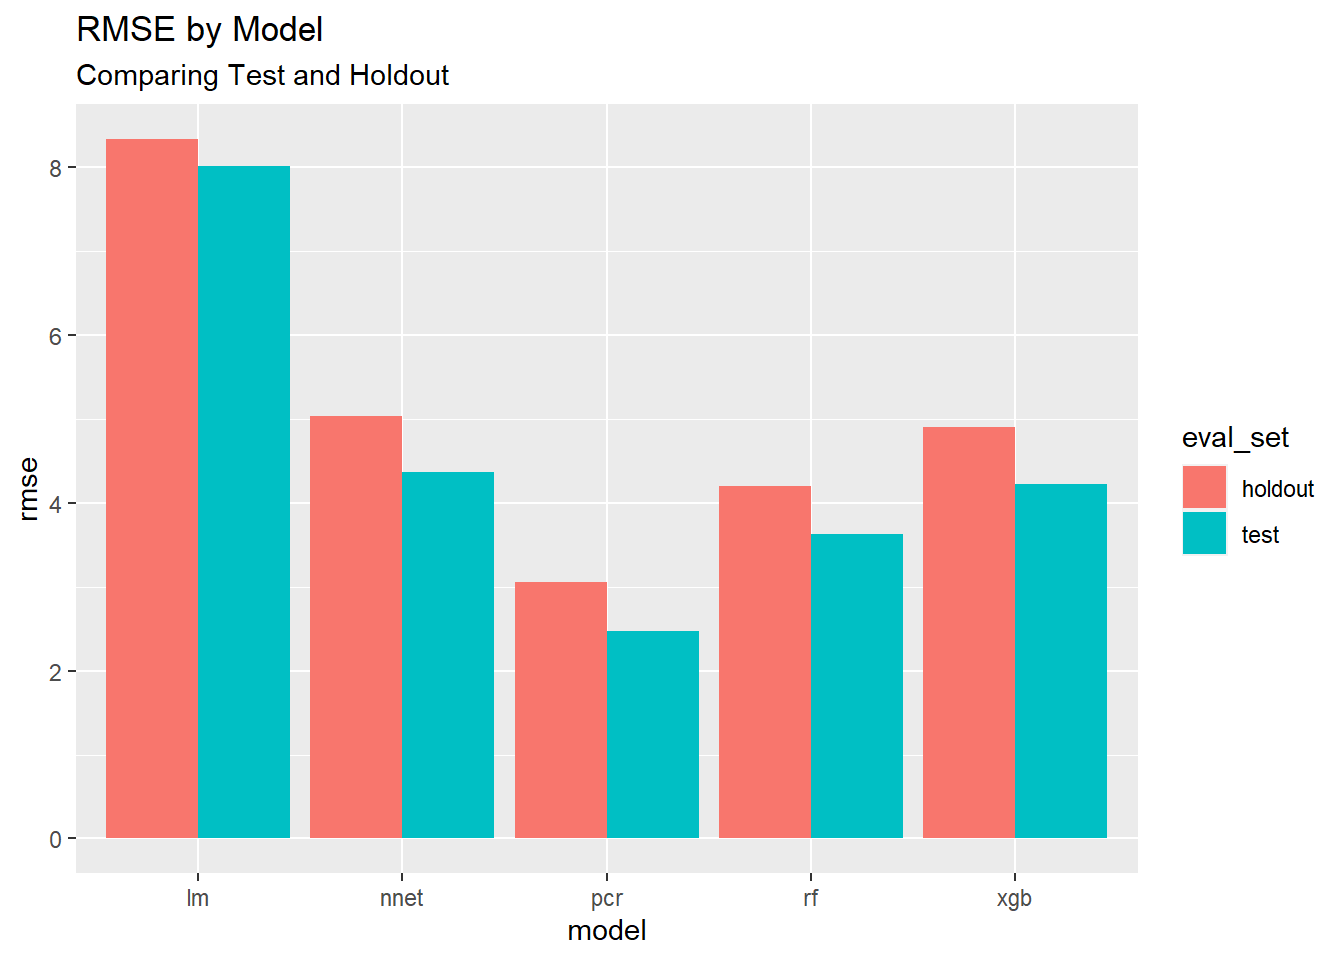 RMSE by Model
Comparing Test and Holdout
rmse
8
6
4
2
0
lm nnet pcr rf xgb
model
eval_set
holdout
test